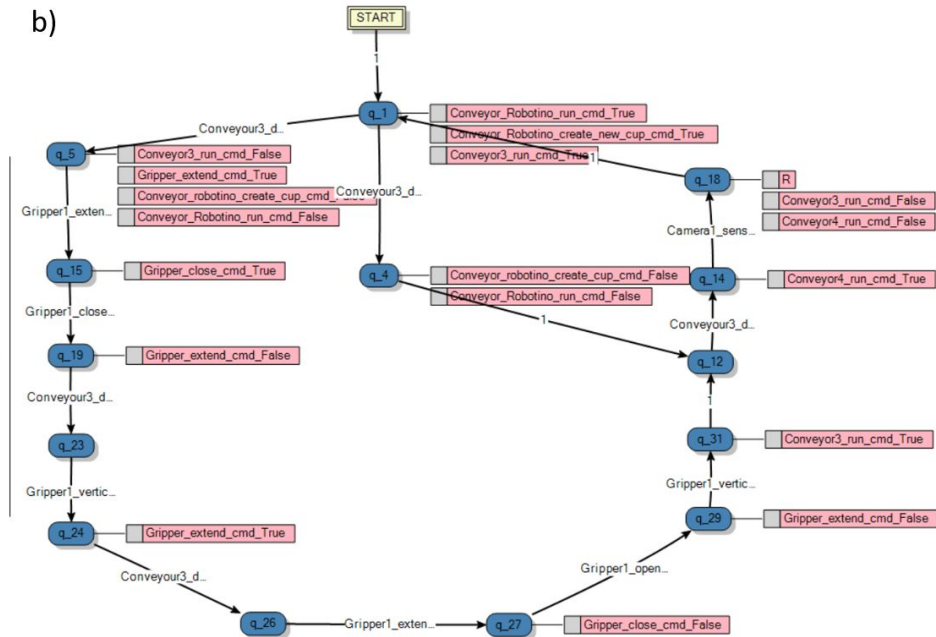 b)
START
1
q_1
Conveyor_Robotino_run_cmd_True
Conveyor_Robotino_create_new_cup_cmd_True
Conveyor3_run_cmd_True
1
Conveyour3_d...
q_5
Conveyor3_run_cmd_False
Gripper_extend_cmd_True
Conveyor_robotino_create_cup_cmd_False
Conveyor_Robotino_run_cmd_False
Conveyour3_d...
q_18
R
Conveyor3_run_cmd_False
Conveyor4_run_cmd_False
Gripper1_exten...
Camera1_sens...
q_15
Gripper_close_cmd_True
q_4
Conveyor_robotino_create_cup_cmd_False
Conveyor_Robotino_run_cmd_False
q_14
Conveyor4_run_cmd_True
Gripper1_close...
1
Conveyour3_d...
q_19
Gripper_extend_cmd_False
q_12
Conveyour3_d...
1
q_23
q_31
Conveyor3_run_cmd_True
Gripper1_vertic...
Gripper1_vertic...
q_24
Gripper_extend_cmd_True
q_29
Gripper_extend_cmd_False
Conveyour3_d...
Gripper1_open...
q_26
Gripper1_exten...
q_27
Gripper_close_cmd_False